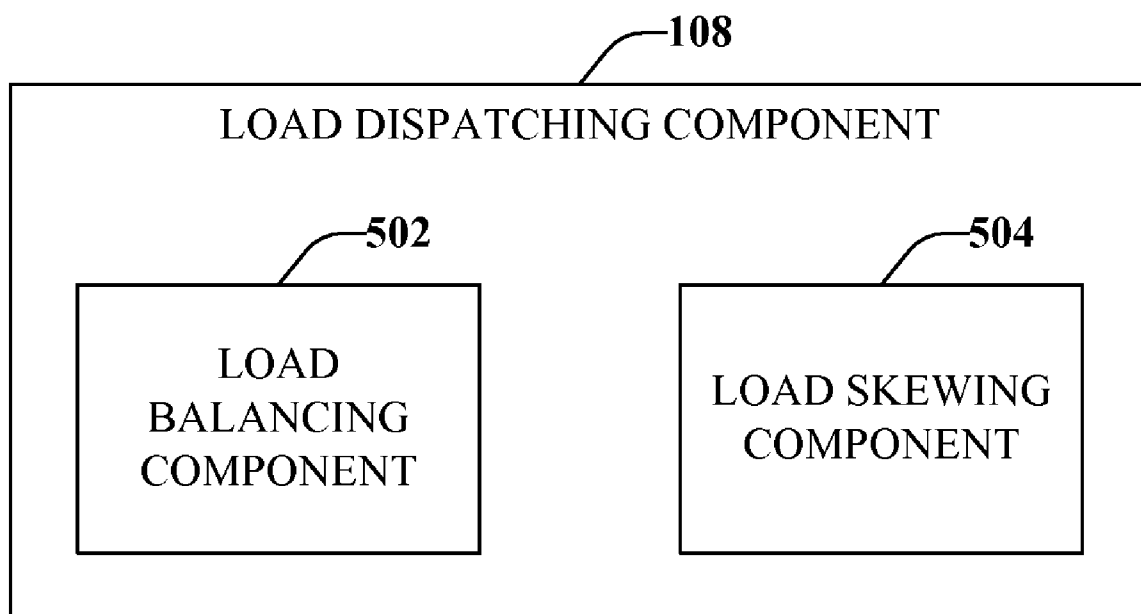 108
LOAD DISPATCHING COMPONENT
502
504
LOAD
BALANCING
COMPONENT
LOAD SKEWING
COMPONENT